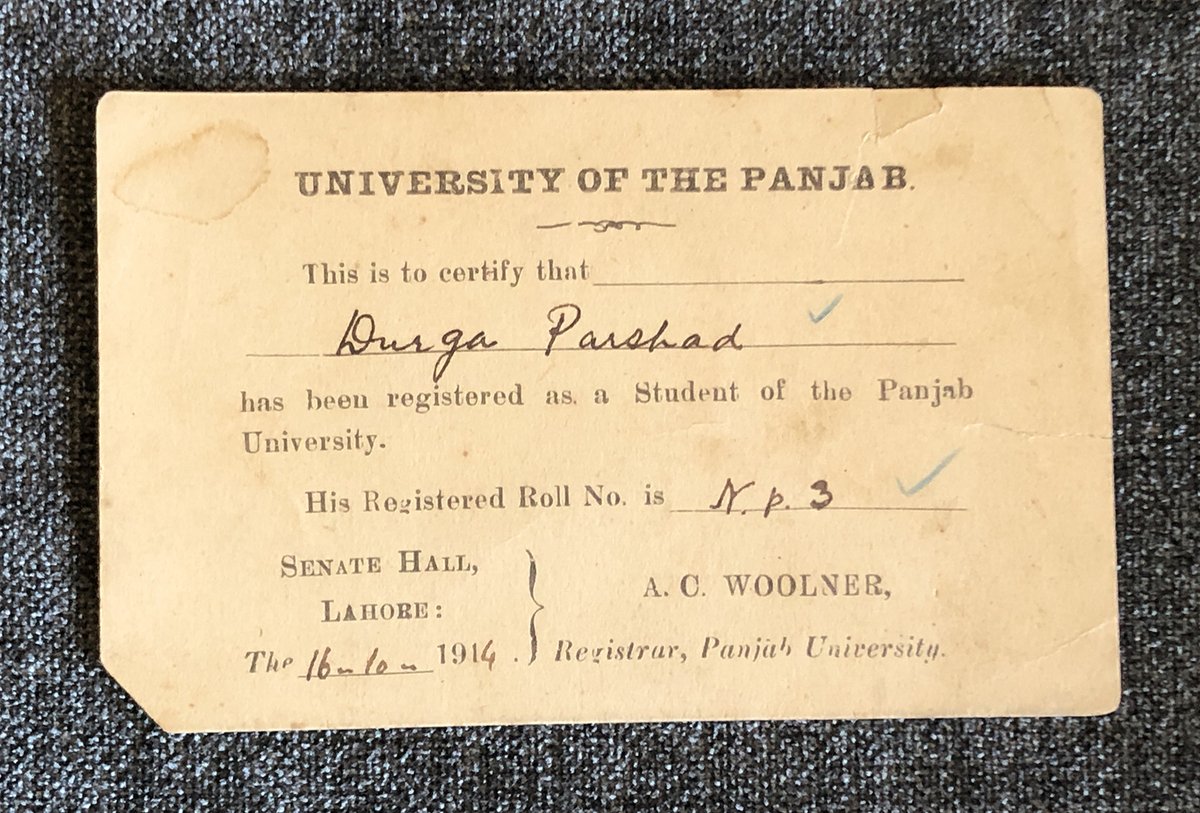 UNIVERSITY OF THE PANJAB.
This is to certify that
Durga Parshad
has been registered as a Student of the Panjab
University.
His Registered Roll No. is N. p. 3
SENATE HALL,
LAHORE:
The 16-10- 1914.
A. C. WOOLNER,
Registrar, Panjab University.